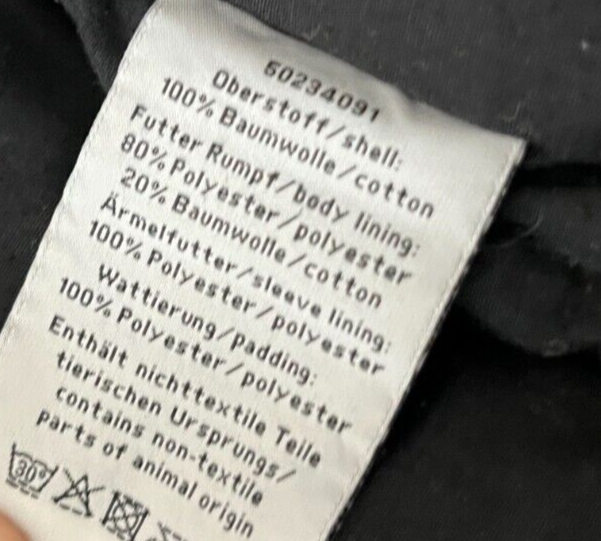 60234091
Oberstoff/shell:
100% Baumwolle/cotton
Futter Rumpf/body lining:
80% Polyester/polyester
20% Baumwolle/cotton
Ärmelfutter/sleeve lining:
100% Polyester/polyester
Wattierung/padding:
100% Polyester/polyester
Enthält nichttextile Teile
tierischen Ursprungs/
contains non-textile
parts of animal origin
30°